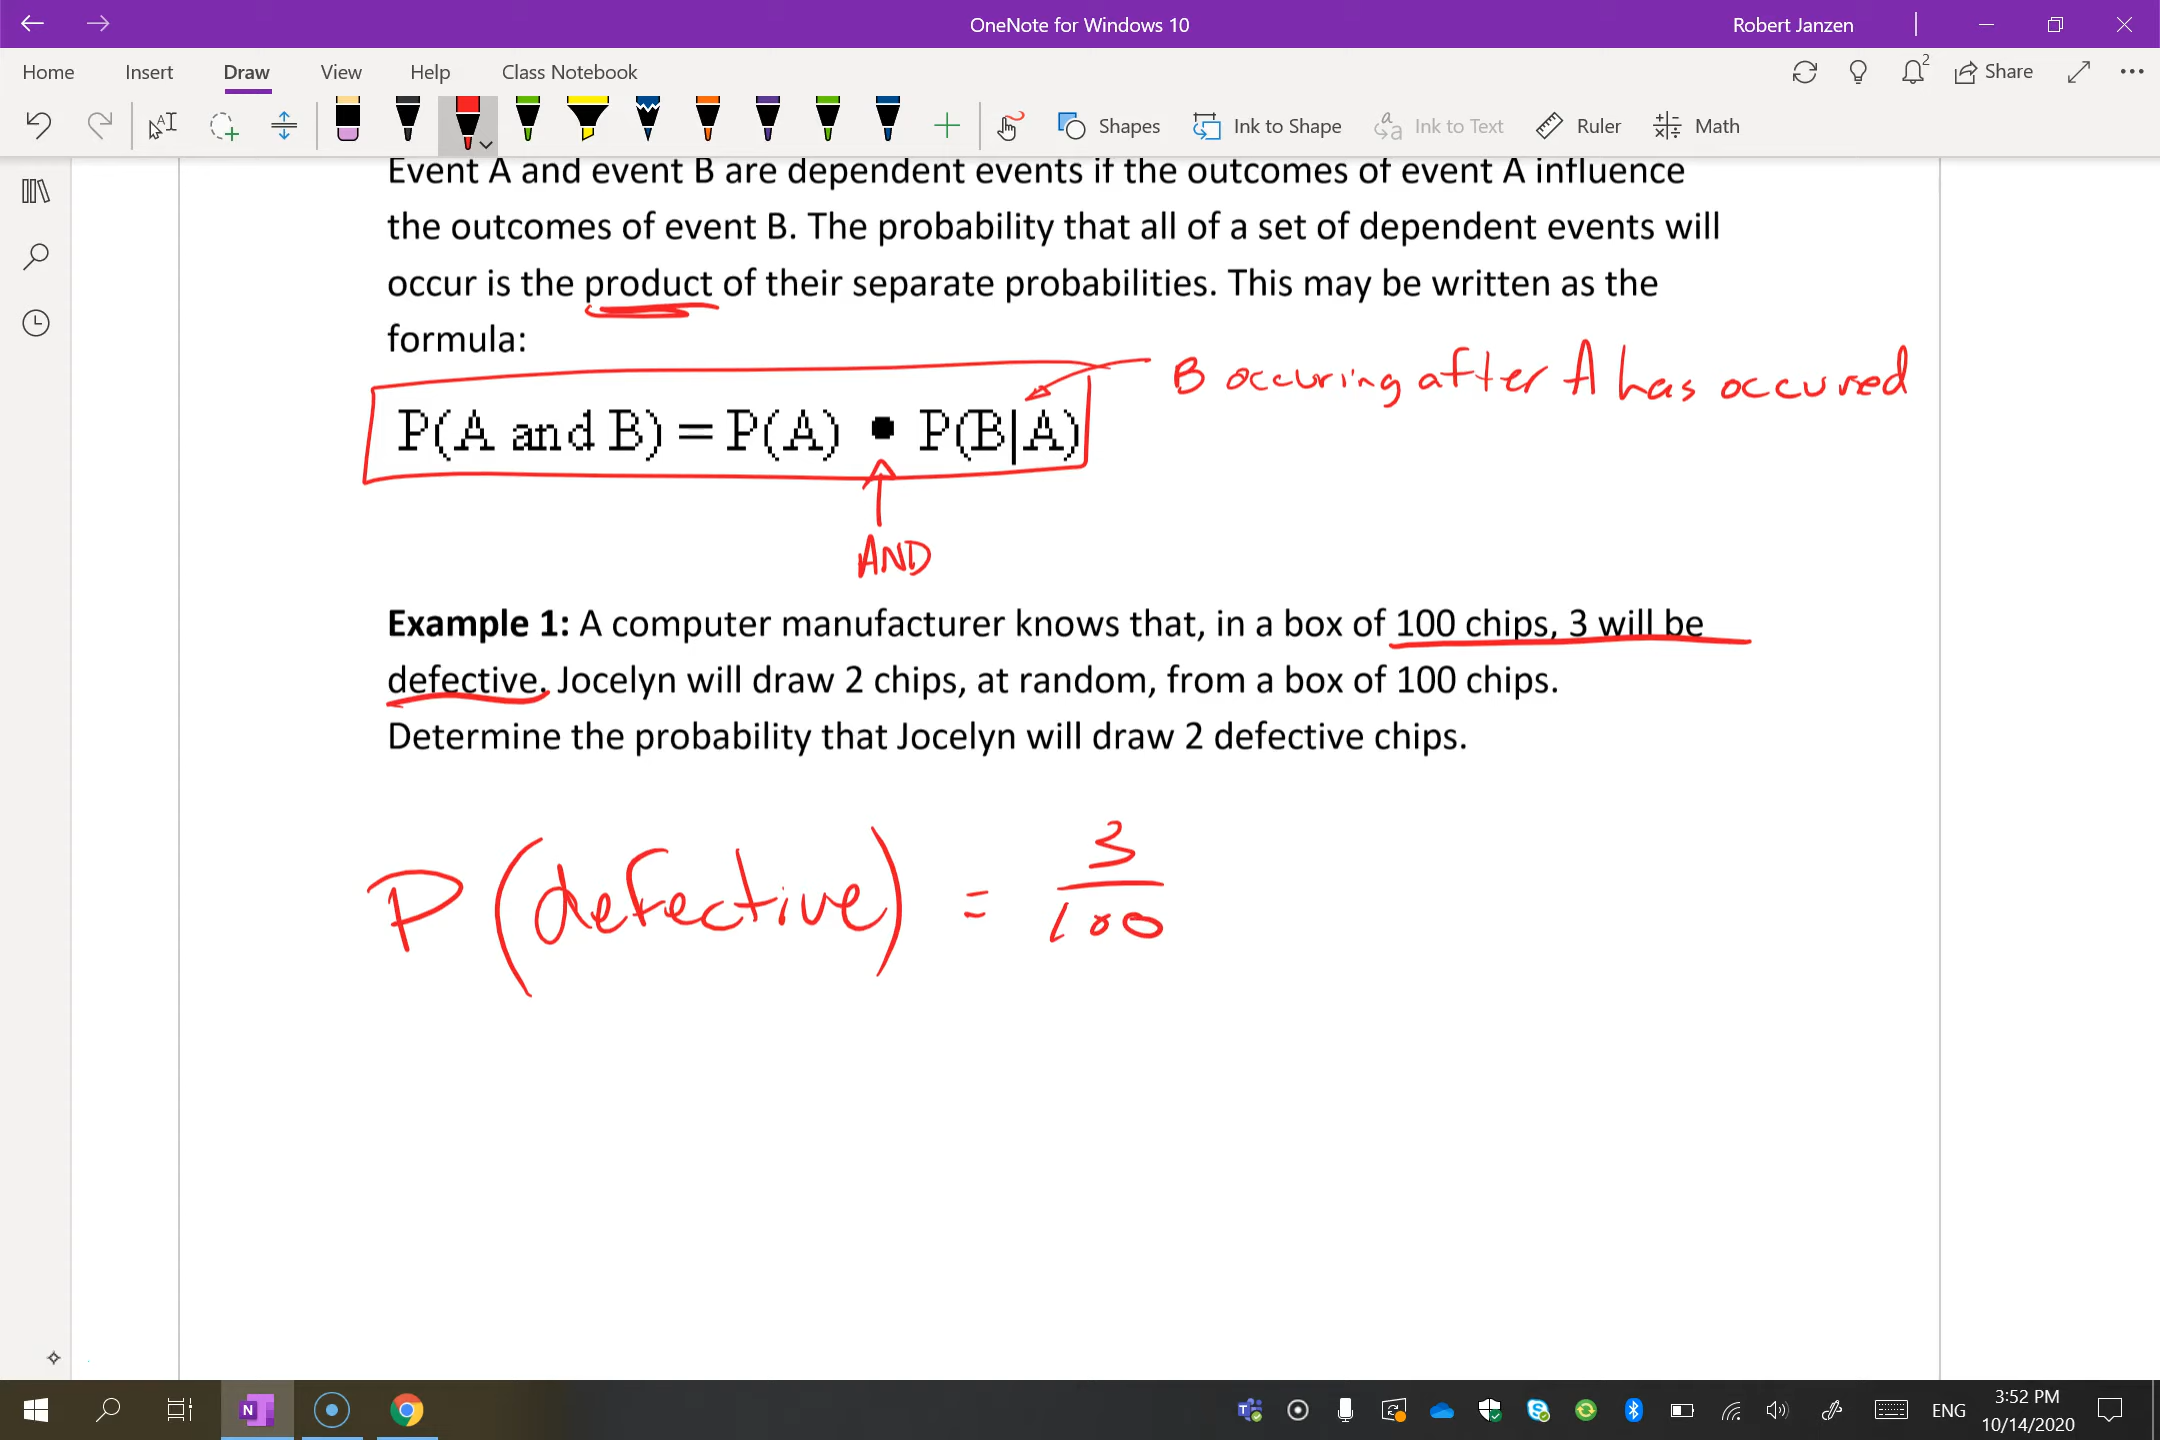 OneNote for Windows 10
Robert Janzen
Home Insert Draw View Help Class Notebook
2 Share
Shapes Ink to Shape Ink to Text Ruler Math
Event A and event B are dependent events if the outcomes of event A influence
the outcomes of event B. The probability that all of a set of dependent events will
occur is the product of their separate probabilities. This may be written as the
formula:
B occuring after A has occured
P(A and B) = P(A) • P(B|A)
AND
Example 1: A computer manufacturer knows that, in a box of 100 chips, 3 will be
defective. Jocelyn will draw 2 chips, at random, from a box of 100 chips.
Determine the probability that Jocelyn will draw 2 defective chips.
P(defective) = 3/100
ENG
3:52 PM
10/14/2020